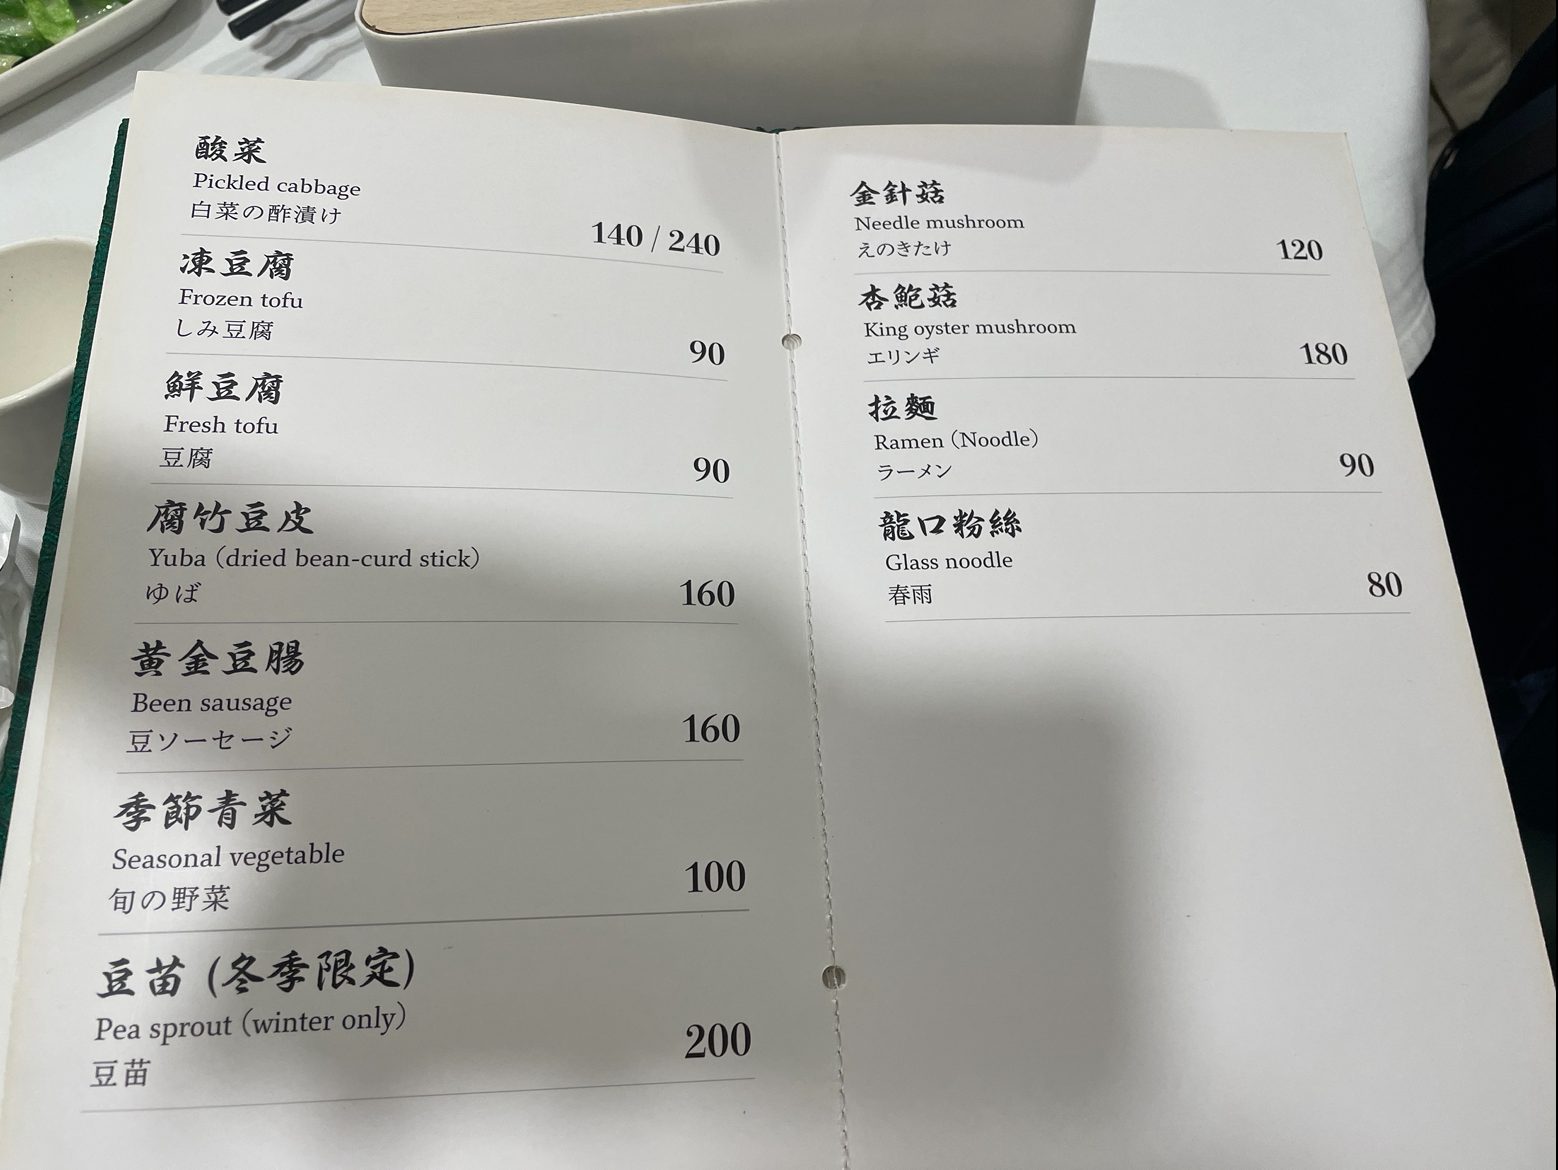 酸菜
Pickled cabbage
白菜の酢漬け
140 / 240
凍豆腐
Frozen tofu
しみ豆腐
90
鮮豆腐
Fresh tofu
豆腐
90
腐竹豆皮
Yuba (dried bean-curd stick)
ゆば
160
黃金豆腸
Been sausage
豆ソーセージ
160
季節青菜
Seasonal vegetable
旬の野菜
100
豆苗 (冬季限定)
Pea sprout (winter only)
豆苗
200
金針菇
Needle mushroom
えのきたけ
120
杏鮑菇
King oyster mushroom
エリンギ
180
拉麵
Ramen (Noodle)
ラーメン
90
龍口粉絲
Glass noodle
春雨
80